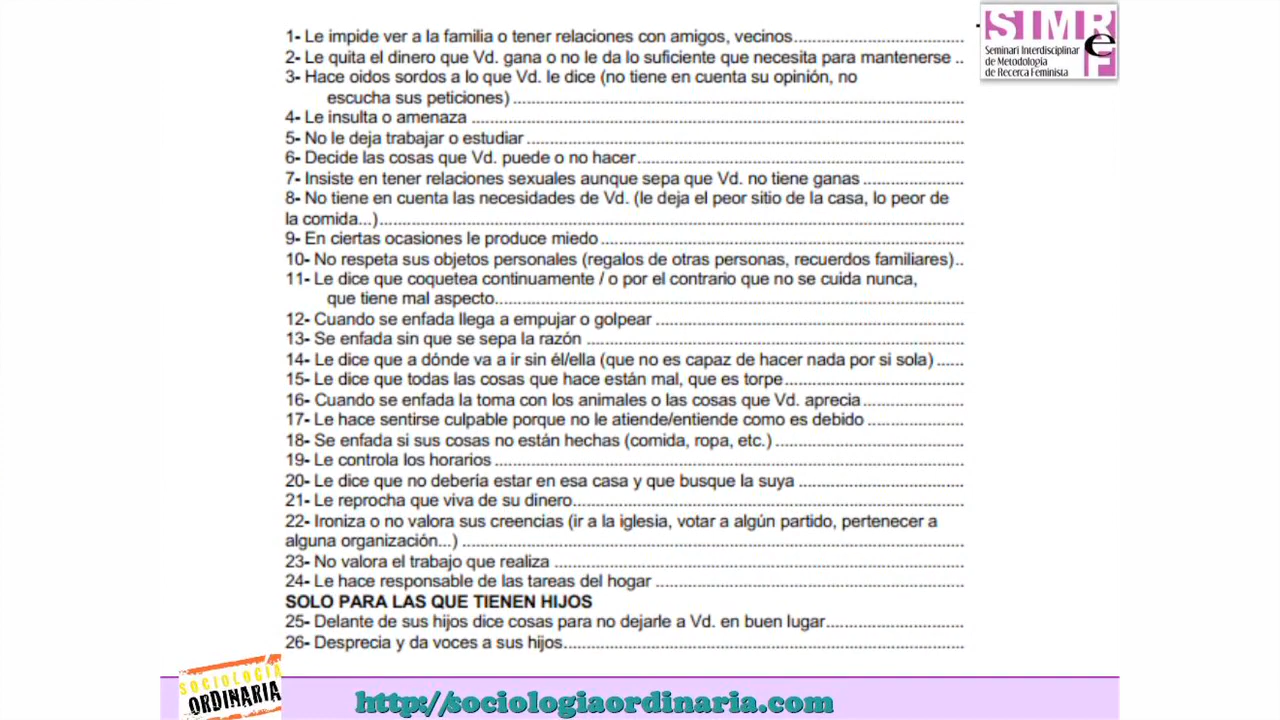 1- Le impide ver a la familia o tener relaciones con amigos, vecinos....................................
2- Le quita el dinero que Vd. gana o no le da lo suficiente que necesita para mantenerse ..
3- Hace oidos sordos a lo que Vd. le dice (no tiene en cuenta su opinión, no
escucha sus peticiones) ...............................................................................................
4- Le insulta o amenaza .....................................................................................................
5- No le deja trabajar o estudiar .........................................................................................
6- Decide las cosas que Vd. puede o no hacer....................................................................
7- Insiste en tener relaciones sexuales aunque sepa que Vd. no tiene ganas .....................
8- No tiene en cuenta las necesidades de Vd. (le deja el peor sitio de la casa, lo peor de
la comida...)........................................................................................................................
9- En ciertas ocasiones le produce miedo ...........................................................................
10- No respeta sus objetos personales (regalos de otras personas, recuerdos familiares)..
11- Le dice que coquetea continuamente / o por el contrario que no se cuida nunca,
que tiene mal aspecto..................................................................................................
12- Cuando se enfada llega a empujar o golpear ................................................................
13- Se enfada sin que se sepa la razón ..............................................................................
14- Le dice que a dónde va a ir sin él/ella (que no es capaz de hacer nada por si sola) ......
15- Le dice que todas las cosas que hace están mal, que es torpe.....................................
16- Cuando se enfada la toma con los animales o las cosas que Vd. aprecia .....................
17- Le hace sentirse culpable porque no le atiende/entiende como es debido ....................
18- Se enfada si sus cosas no están hechas (comida, ropa, etc.) .......................................
19- Le controla los horarios .................................................................................................
20- Le dice que no debería estar en esa casa y que busque la suya ...................................
21- Le reprocha que viva de su dinero.................................................................................
22- Ironiza o no valora sus creencias (ir a la iglesia, votar a algún partido, pertenecer a
alguna organización...) .......................................................................................................
23- No valora el trabajo que realiza .....................................................................................
24- Le hace responsable de las tareas del hogar ................................................................
SOLO PARA LAS QUE TIENEN HIJOS
25- Delante de sus hijos dice cosas para no dejarle a Vd. en buen lugar............................
26- Desprecia y da voces a sus hijos...................................................................................
SIMReF
Seminari Interdisciplinar
de Metodologia
de Recerca Feminista
SOCIOLOGIA
ORDINARIA
http://sociologiaordinaria.com